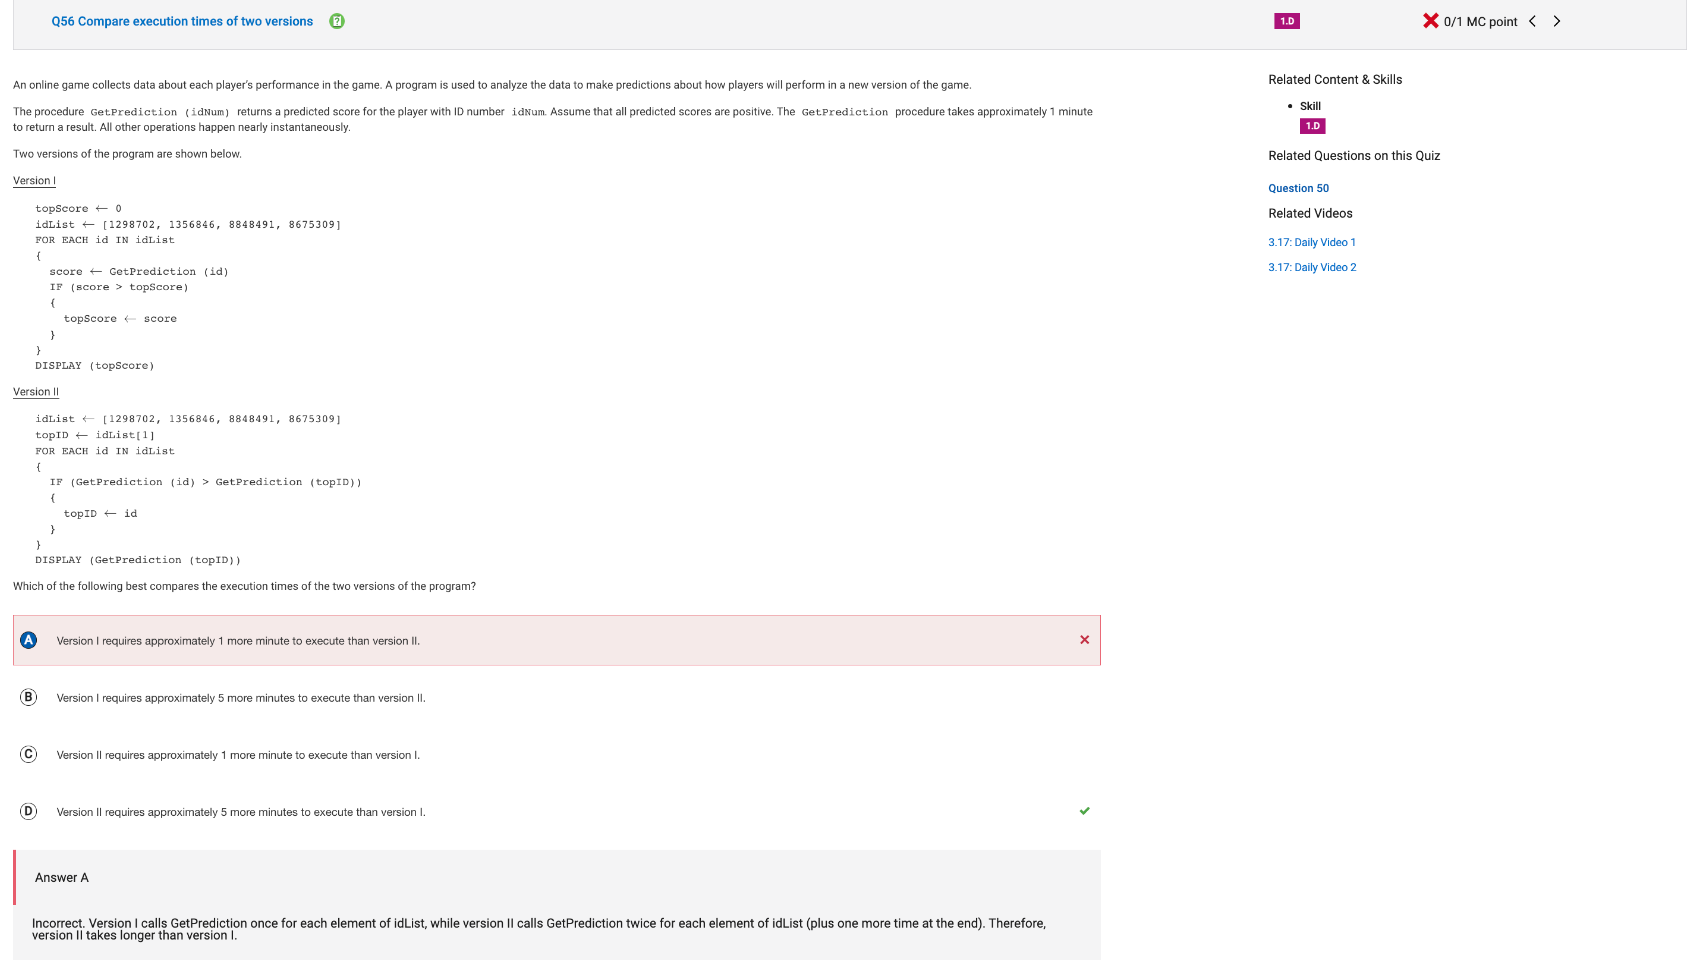 Q56 Compare execution times of two versions
1.D
0/1 MC point
An online game collects data about each player's performance in the game. A program is used to analyze the data to make predictions about how players will perform in a new version of the game.
The procedure GetPrediction (idNum) returns a predicted score for the player with ID number idNum. Assume that all predicted scores are positive. The GetPrediction procedure takes approximately 1 minute
to return a result. All other operations happen nearly instantaneously.
Two versions of the program are shown below.
Version I
topScore ← 0
idList ← [1298702, 1356846, 8848491, 8675309]
FOR EACH id IN idList
{
score ← GetPrediction (id)
IF (score > topScore)
{
topScore ← score
}
}
DISPLAY (topScore)
Version II
idList ← [1298702, 1356846, 8848491, 8675309]
topID ← idList[1]
FOR EACH id IN idList
{
IF (GetPrediction (id) > GetPrediction (topID))
{
topID ← id
}
}
DISPLAY (GetPrediction (topID))
Which of the following best compares the execution times of the two versions of the program?
A Version I requires approximately 1 more minute to execute than version II.
B Version I requires approximately 5 more minutes to execute than version II.
C Version II requires approximately 1 more minute to execute than version I.
D Version II requires approximately 5 more minutes to execute than version I.
Answer A
Incorrect. Version I calls GetPrediction once for each element of idList, while version II calls GetPrediction twice for each element of idList (plus one more time at the end). Therefore,
version II takes longer than version I.
Related Content & Skills
• Skill
1.D
Related Questions on this Quiz
Question 50
Related Videos
3.17: Daily Video 1
3.17: Daily Video 2